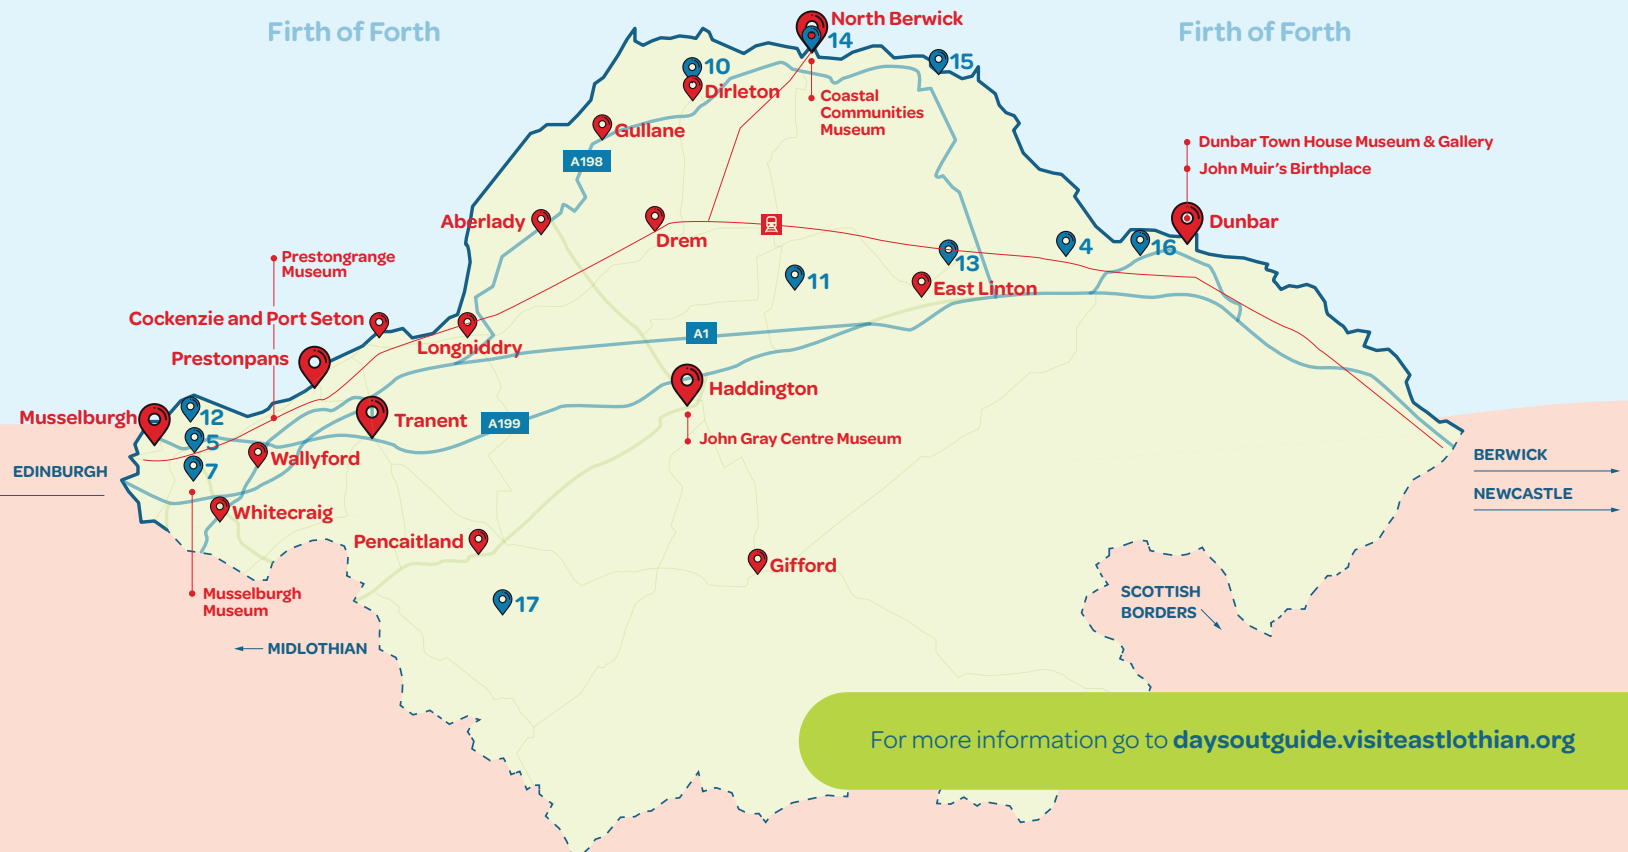 Firth of Forth
North Berwick
14
Firth of Forth
15
10
Dirleton
Coastal
Communities
Museum
Gullane
A198
Dunbar Town House Museum & Gallery
John Muir's Birthplace
Aberlady
Drem
Dunbar
4
16
Prestongrange
Museum
13
11
East Linton
Cockenzie and Port Seton
Longniddry
A1
Prestonpans
Haddington
Musselburgh
12
Tranent
A199
5
John Gray Centre Museum
Wallyford
7
EDINBURGH
BERWICK
NEWCASTLE
Whitecraig
Pencaitland
Gifford
Musselburgh
Museum
17
SCOTTISH
BORDERS
MIDLOTHIAN
For more information go to daysoutguide.visiteastlothian.org